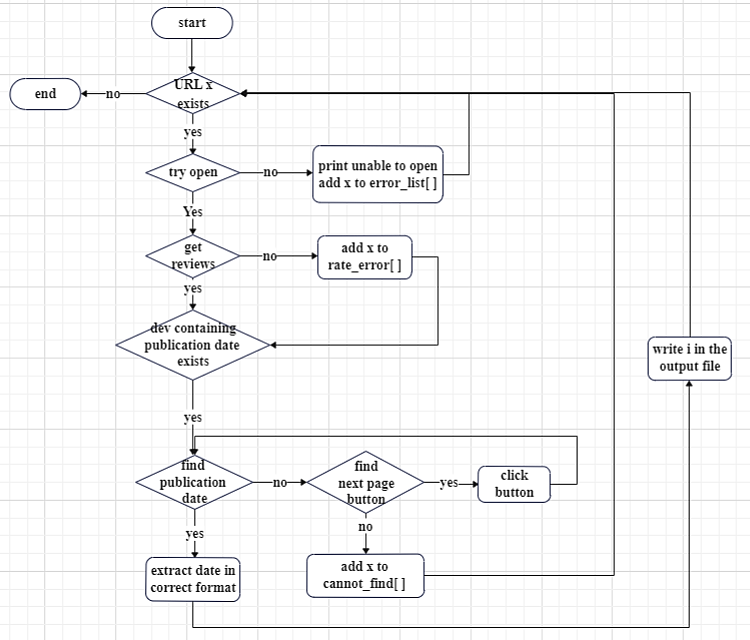 start
URL x
exists
no
end
yes
try open
no
print unable to open
add x to error_list[ ]
Yes
get
reviews
no
add x to
rate_error[ ]
yes
dev containing
publication date
exists
write i in the
output file
yes
find
publication
date
no
find
next page
button
yes
click
button
no
yes
extract date in
correct format
add x to
cannot_find[ ]